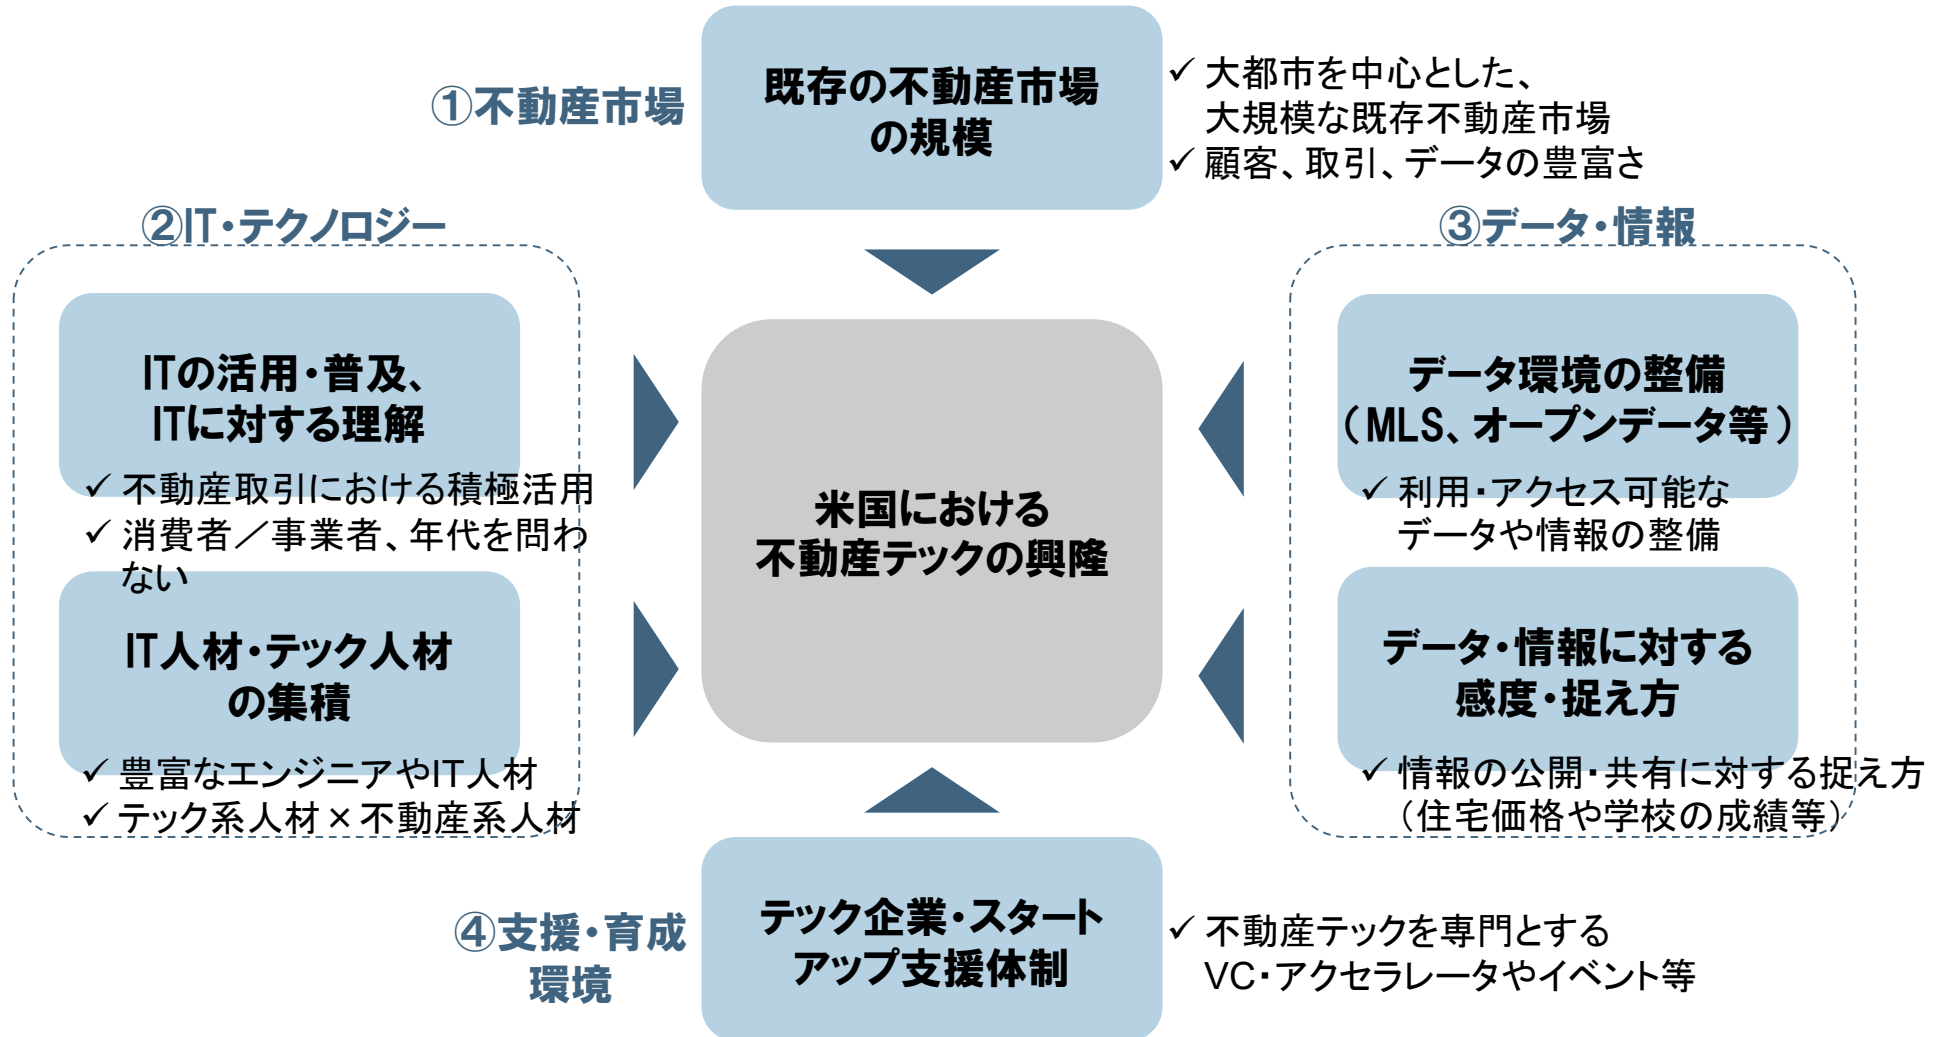 ①不動産市場
既存の不動産市場
の規模
✓ 大都市を中心とした、
大規模な既存不動産市場
✓ 顧客、取引、データの豊富さ
②IT・テクノロジー
ITの活用・普及、
ITに対する理解
✓ 不動産取引における積極活用
✓ 消費者／事業者、年代を問わ
ない
IT人材・テック人材
の集積
✓ 豊富なエンジニアやIT人材
✓ テック系人材×不動産系人材
米国における
不動産テックの興隆
③データ・情報
データ環境の整備
（MLS、オープンデータ等）
✓ 利用・アクセス可能な
データや情報の整備
データ・情報に対する
感度・捉え方
✓ 情報の公開・共有に対する捉え方
（住宅価格や学校の成績等）
④支援・育成
環境
テック企業・スタート
アップ支援体制
✓ 不動産テックを専門とする
VC・アクセラレータやイベント等